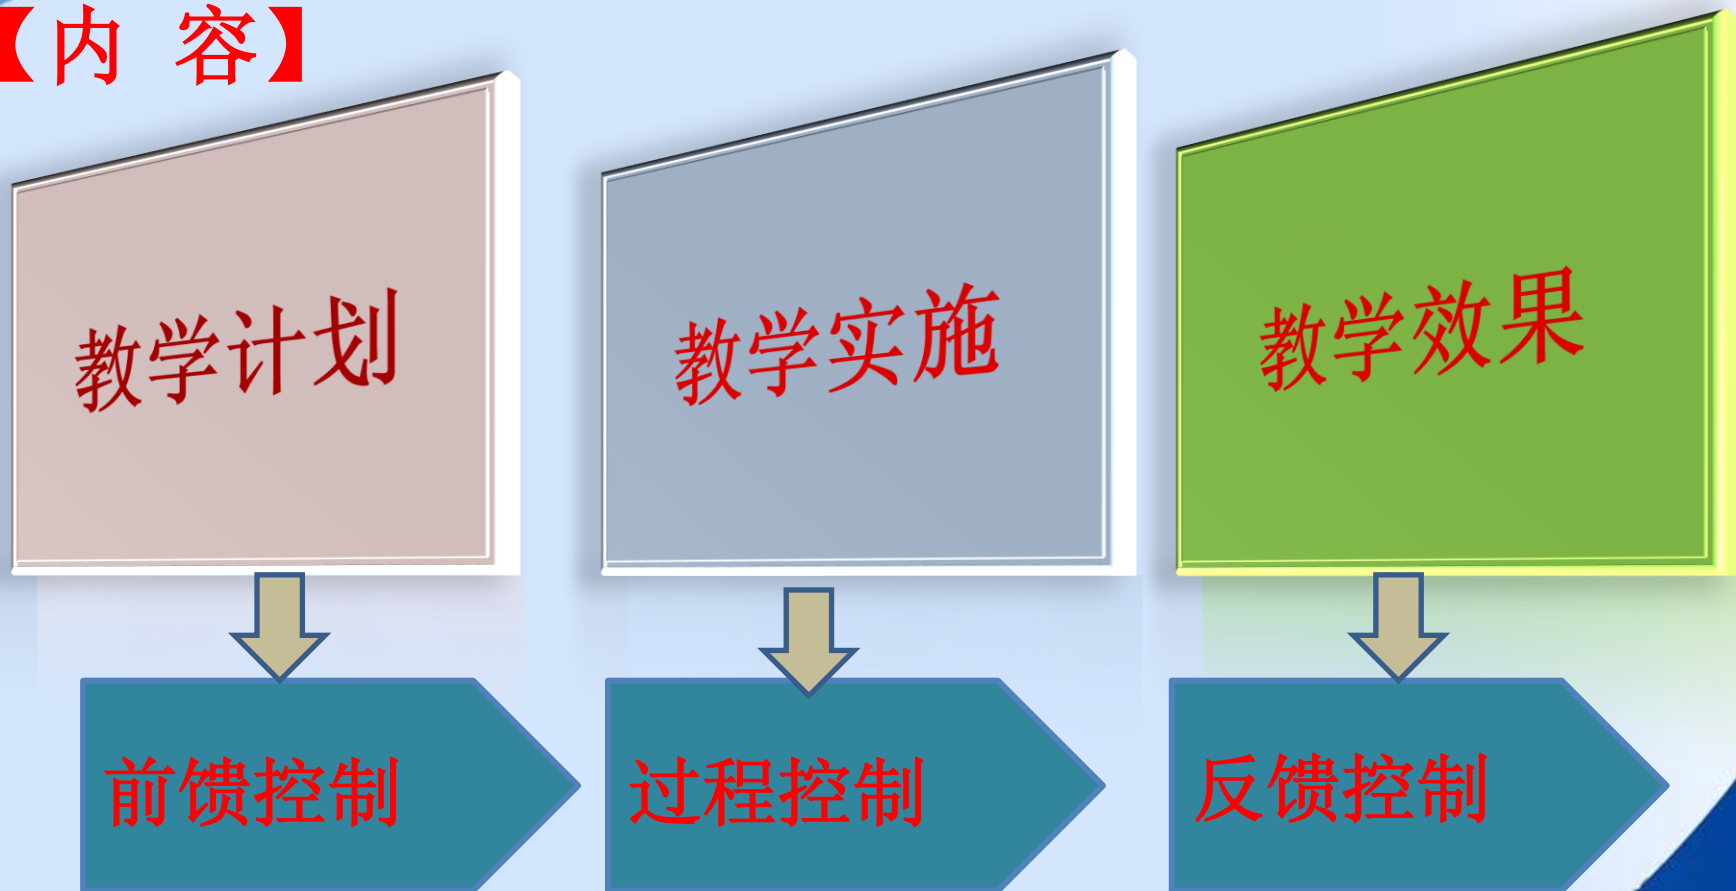 【内 容】
教学计划
教学实施
教学效果
前馈控制
过程控制
反馈控制